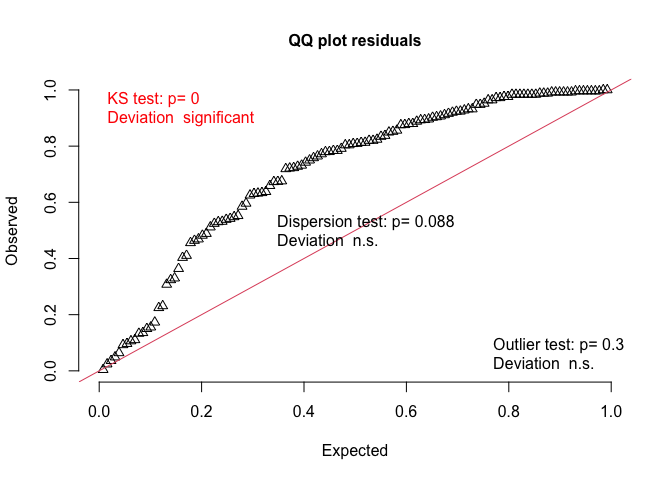 QQ plot residuals
KS test: p= 0
Deviation  significant
Dispersion test: p= 0.088
Deviation  n.s.
Outlier test: p= 0.3
Deviation  n.s.
Observed
1.0
0.8
0.6
0.4
0.2
0.0
0.0 0.2 0.4 0.6 0.8 1.0
Expected